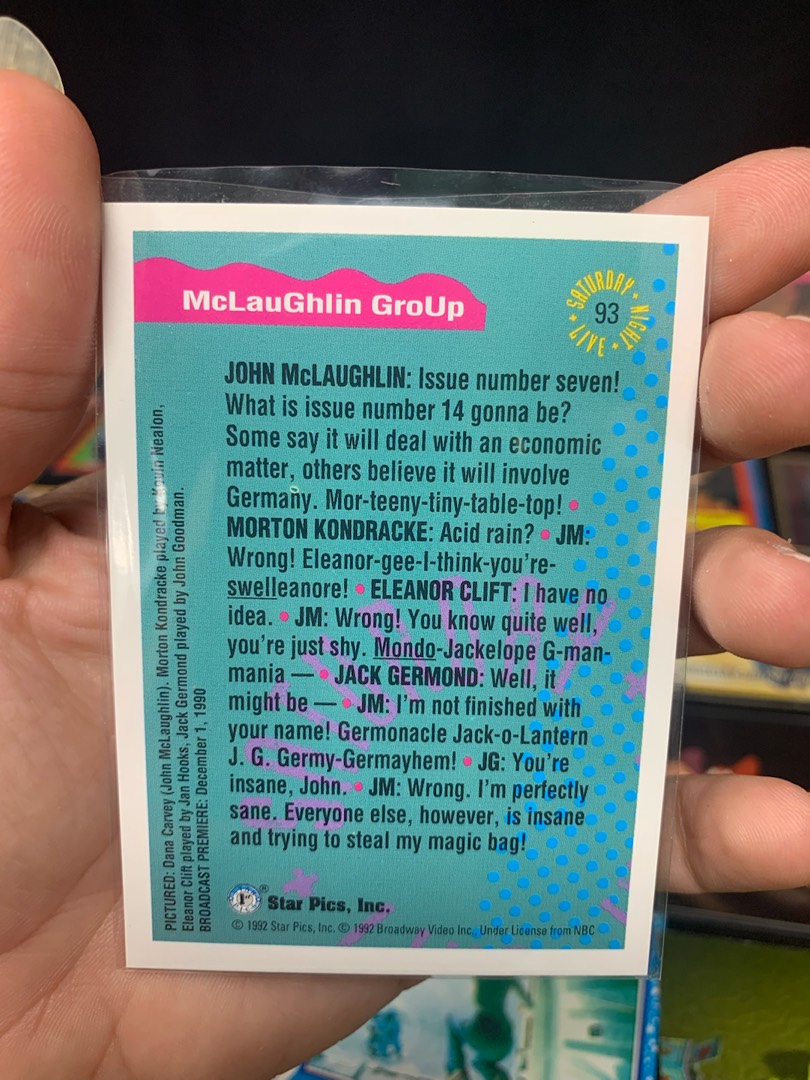 McLauGhlin GroUp
SATURDAY • NIGHT • LIVE •
93
JOHN McLAUGHLIN: Issue number seven!
What is issue number 14 gonna be?
Some say it will deal with an economic
matter, others believe it will involve
Germany. Mor-teeny-tiny-table-top! •
MORTON KONDRACKE: Acid rain? • JM:
Wrong! Eleanor-gee-I-think-you're-
swelleanore! • ELEANOR CLIFT: I have no
idea. • JM: Wrong! You know quite well,
you're just shy. Mondo-Jackelope G-man-
mania — • JACK GERMOND: Well, it
might be — • JM: I'm not finished with
your name! Germonacle Jack-o-Lantern
J. G. Germy-Germayhem! • JG: You're
insane, John. • JM: Wrong. I'm perfectly
sane. Everyone else, however, is insane
and trying to steal my magic bag!
PICTURED: Dana Carvey (John McLaughlin). Morton Kondracke played by Kevin Nealon,
Eleanor Clift played by Jan Hooks, Jack Germond played by John Goodman.
BROADCAST PREMIERE: December 1, 1990
SATURDAY
1st
® Star Pics, Inc.
© 1992 Star Pics, Inc. © 1992 Broadway Video Inc. Under License from NBC